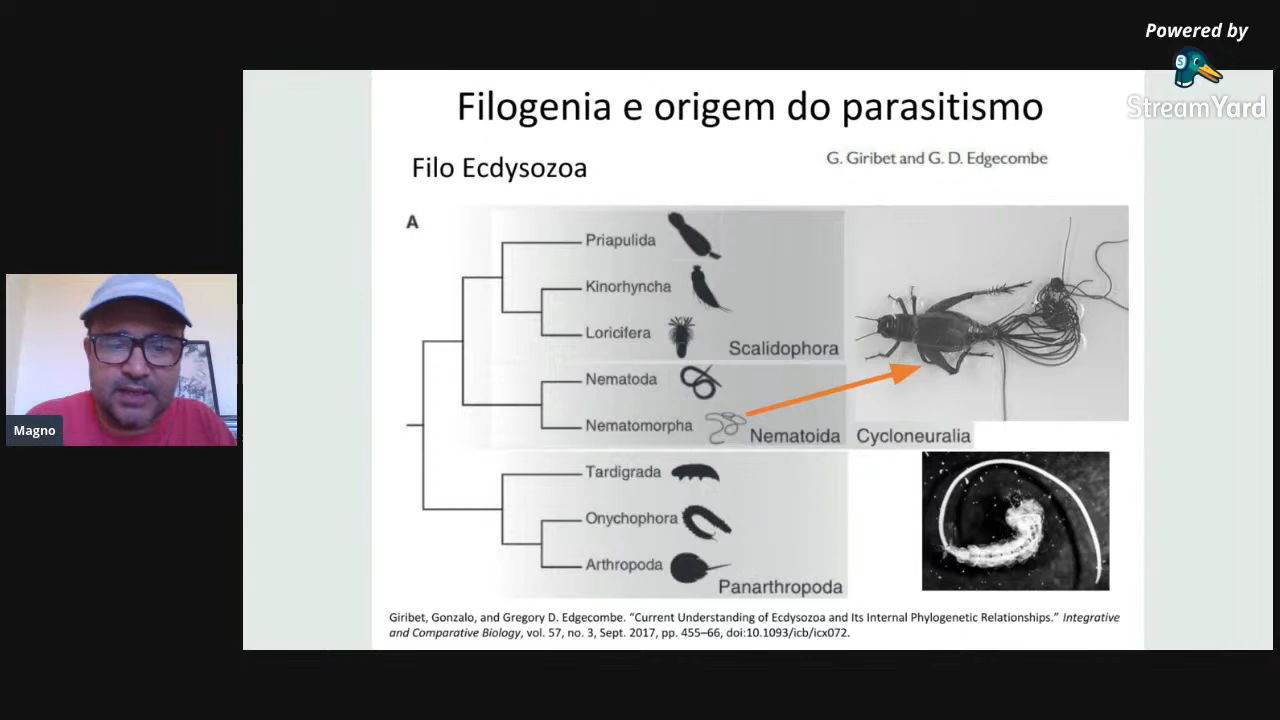 Powered by
StreamYard
Filogenia e origem do parasitismo
G. Giribet and G. D. Edgecombe
Filo Ecdysozoa
A
Priapulida
Kinorhyncha
Loricifera
Scalidophora
Nematoda
Nematomorpha
Nematoida
Cycloneuralia
Tardigrada
Onychophora
Arthropoda
Panarthropoda
Magno
Giribet, Gonzalo, and Gregory D. Edgecombe. “Current Understanding of Ecdysozoa and Its Internal Phylogenetic Relationships.” Integrative
and Comparative Biology, vol. 57, no. 3, Sept. 2017, pp. 455–66, doi:10.1093/icb/icx072.